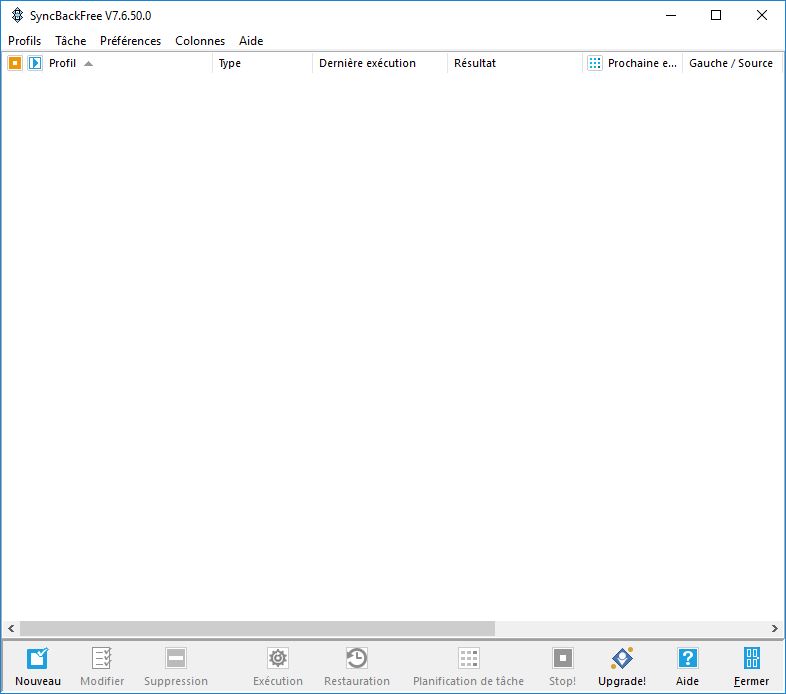 SyncBackFree V7.6.50.0
Profils Tâche Préférences Colonnes Aide
Profil Type Dernière exécution Résultat Prochaine e... Gauche / Source
Nouveau Modifier Suppression Exécution Restauration Planification de tâche Stop! Upgrade! Aide Fermer